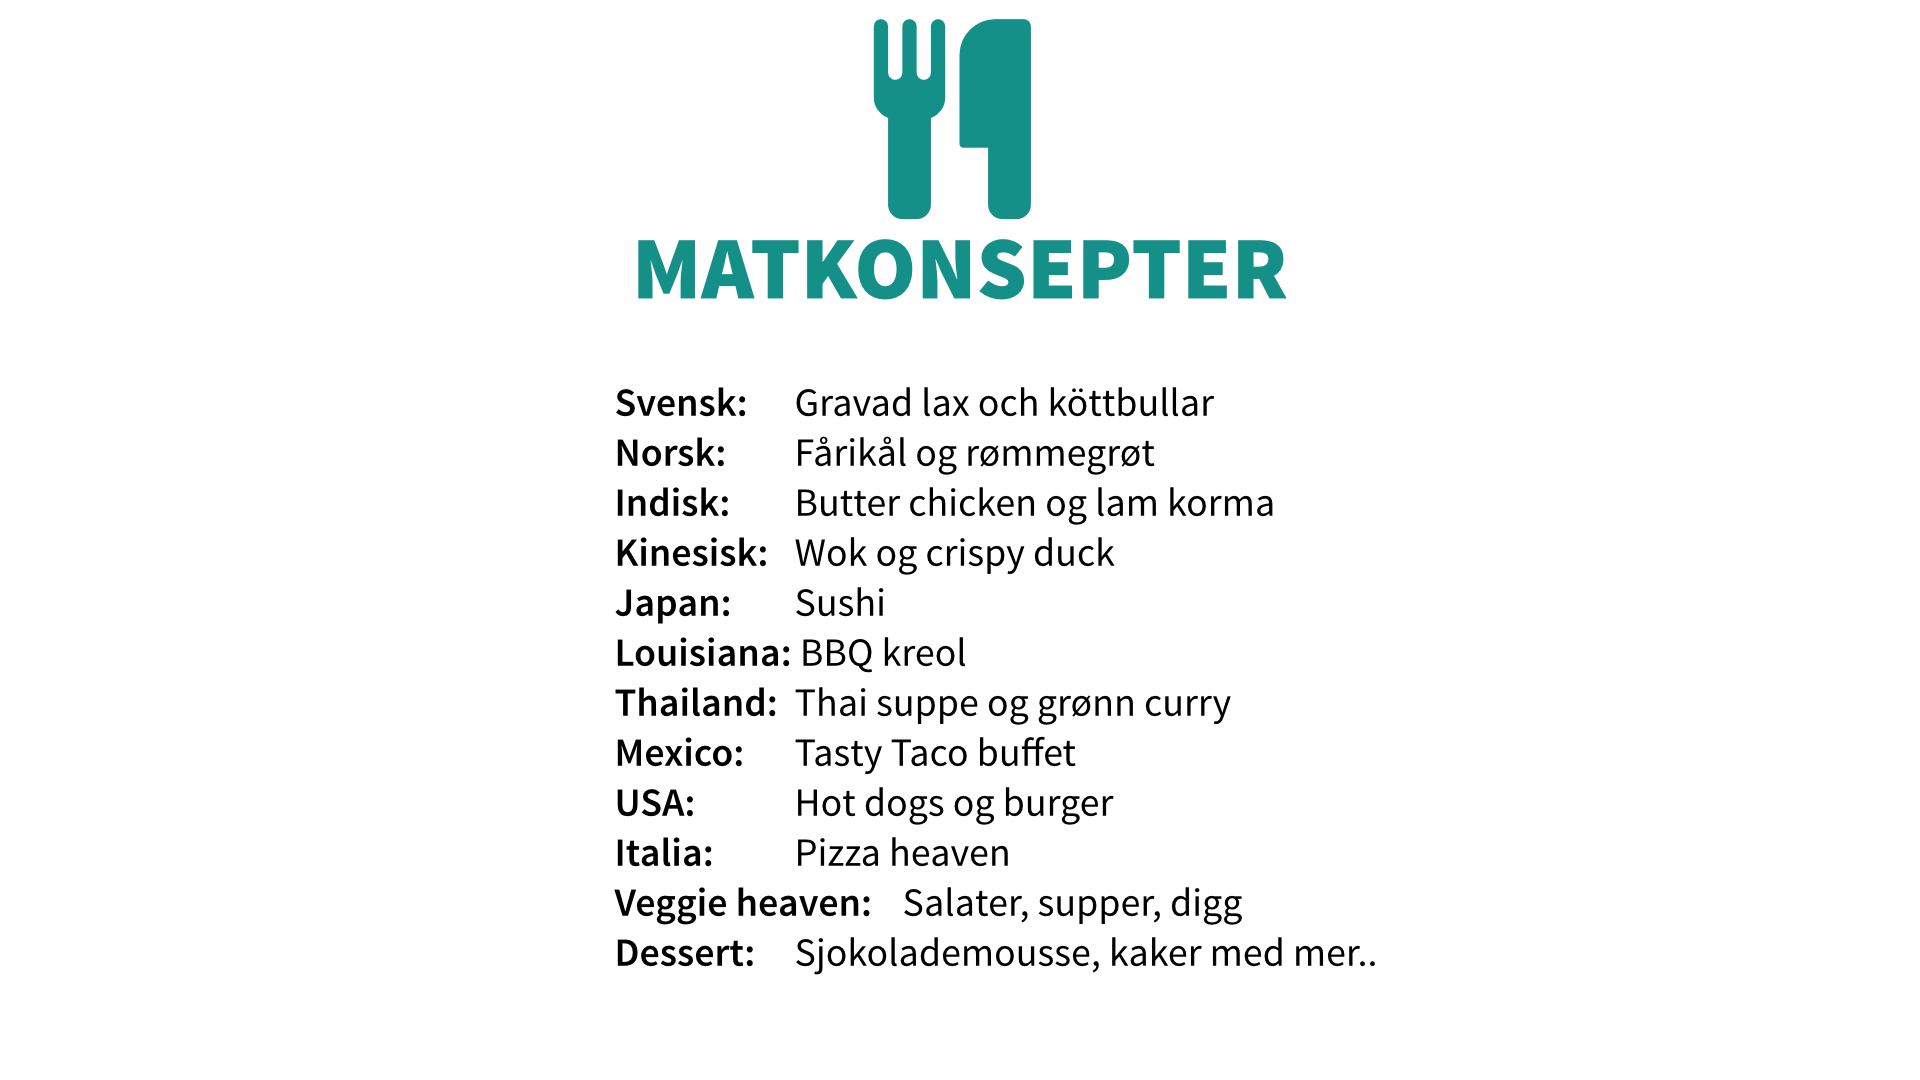 MATKONSEPTER
Svensk: Gravad lax och köttbullar
Norsk: Fårikål og rømmegrøt
Indisk: Butter chicken og lam korma
Kinesisk: Wok og crispy duck
Japan: Sushi
Louisiana: BBQ kreol
Thailand: Thai suppe og grønn curry
Mexico: Tasty Taco buffet
USA: Hot dogs og burger
Italia: Pizza heaven
Veggie heaven: Salater, supper, digg
Dessert: Sjokolademousse, kaker med mer..